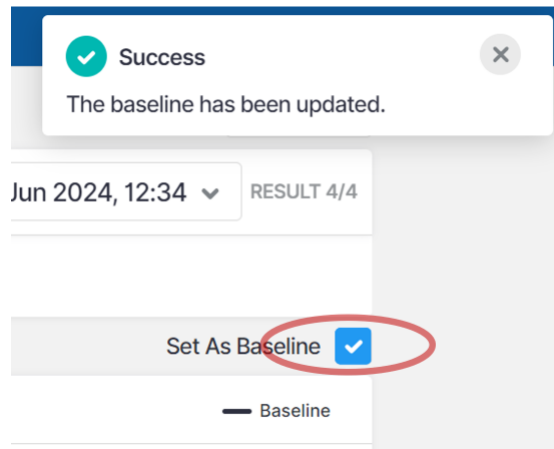 Success
The baseline has been updated.
Jun 2024, 12:34
RESULT 4/4
Set As Baseline
Baseline